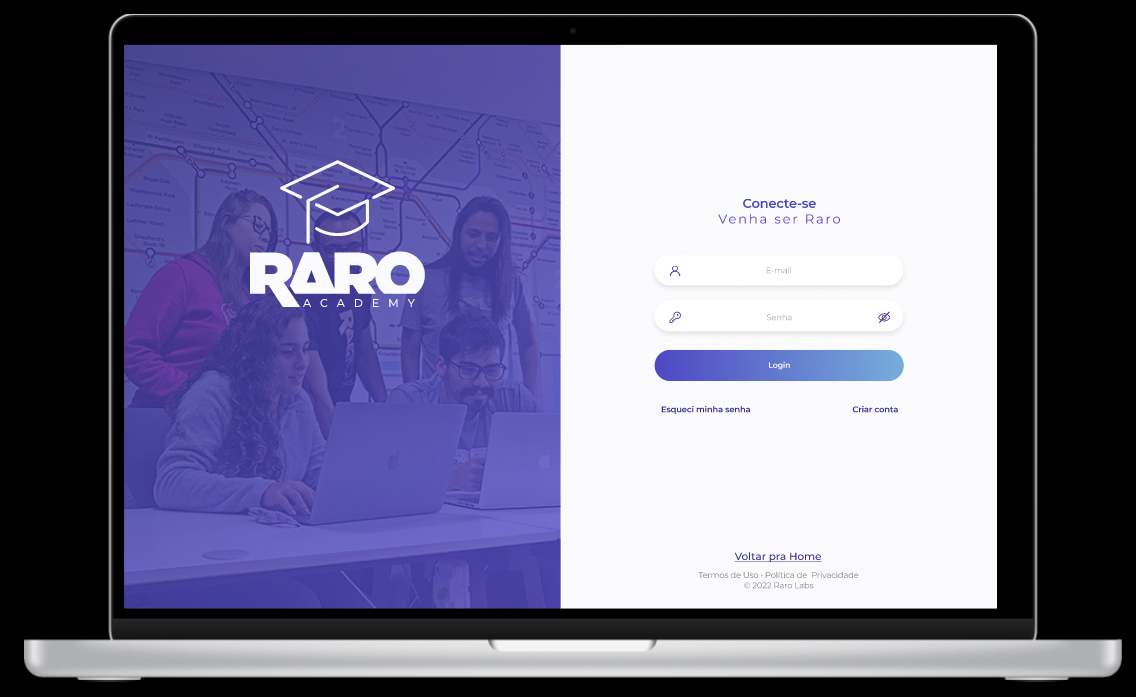 RARO
ACADEMY
Conecte-se
Venha ser Raro
E-mail
Senha
Login
Esqueci minha senha
Criar conta
Voltar pra Home
Termos de Uso · Política de Privacidade
© 2022 Raro Labs